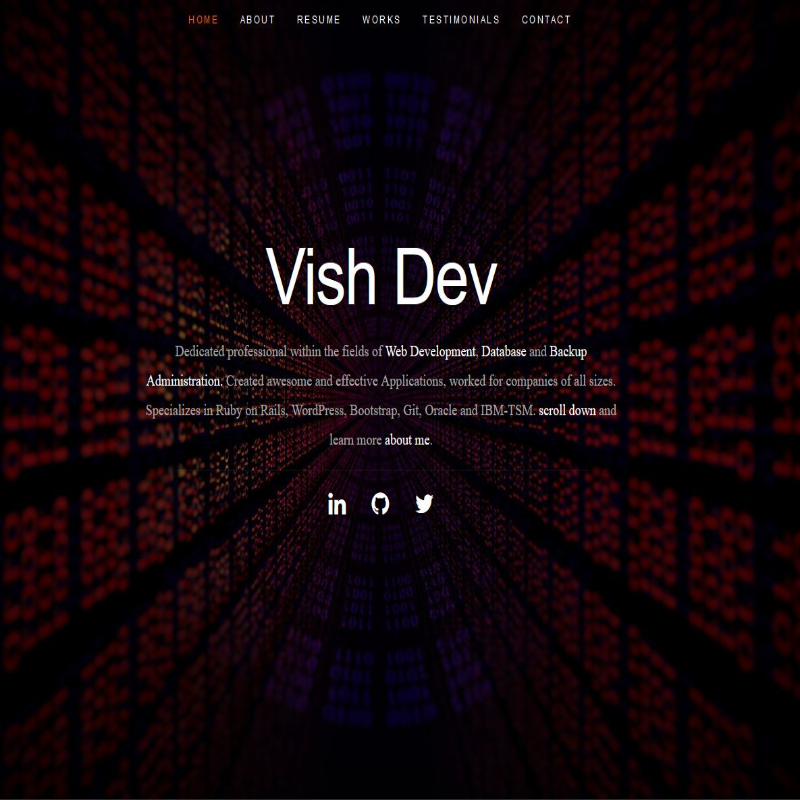 HOME ABOUT RESUME WORKS TESTIMONIALS CONTACT
Vish Dev
Dedicated professional within the fields of Web Development, Database and Backup
Administration. Created awesome and effective Applications, worked for companies of all sizes.
Specializes in Ruby on Rails, WordPress, Bootstrap, Git, Oracle and IBM-TSM. scroll down and
learn more about me.
in